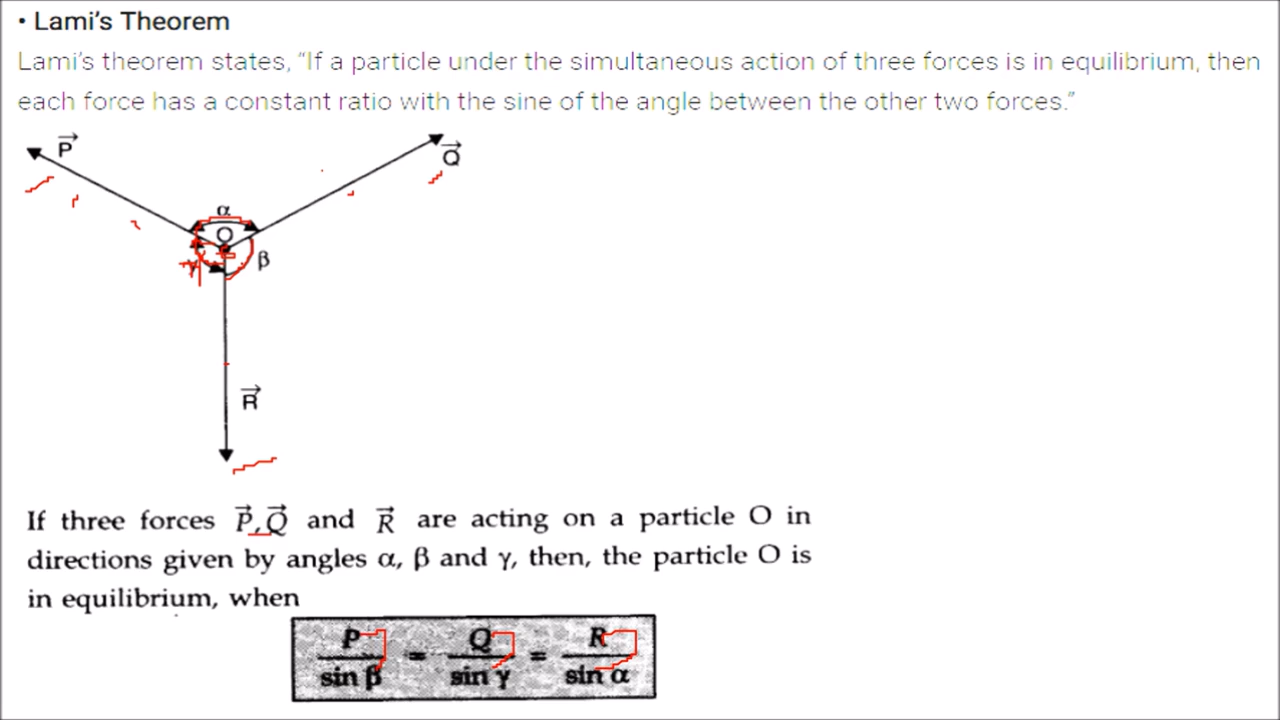 • Lami's Theorem
Lami's theorem states, "If a particle under the simultaneous action of three forces is in equilibrium, then
each force has a constant ratio with the sine of the angle between the other two forces."
P⃗
Q⃗
α
O
γ
β
R⃗
If three forces P⃗, Q⃗ and R⃗ are acting on a particle O in
directions given by angles α, β and γ, then, the particle O is
in equilibrium, when
P/sin β = Q/sin γ = R/sin α